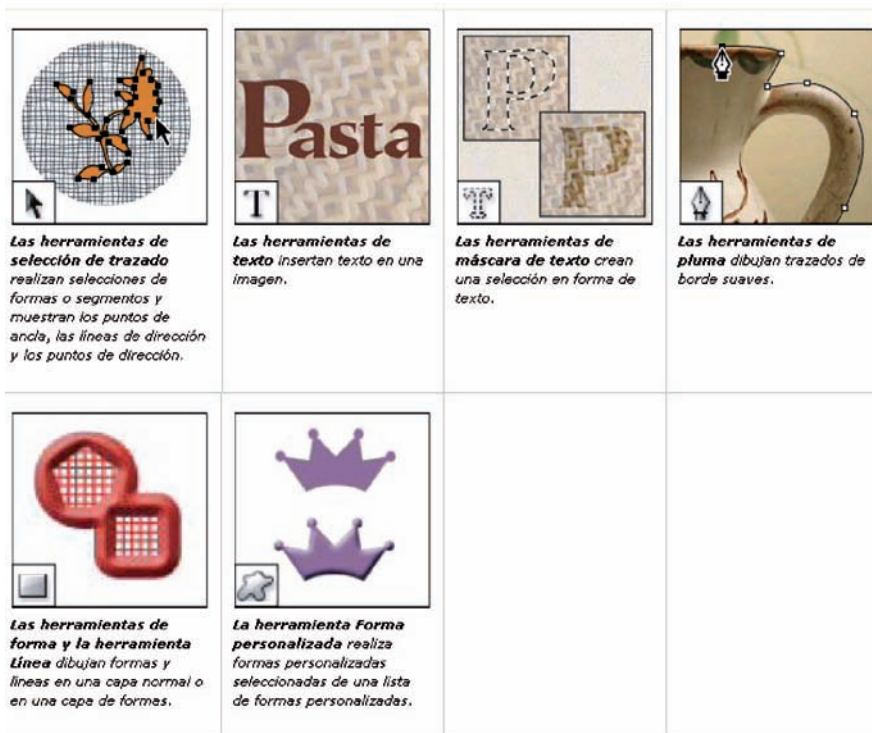 Pasta
T
P
P
T
Las herramientas de
selección de trazado
realizan selecciones de
formas o segmentos y
muestran los puntos de
ancla, las líneas de dirección
y los puntos de dirección.
Las herramientas de
texto insertan texto en una
imagen.
Las herramientas de
máscara de texto crean
una selección en forma de
texto.
Las herramientas de
pluma dibujan trazados de
borde suaves.
Las herramientas de
forma y la herramienta
Línea dibujan formas y
líneas en una capa normal o
en una capa de formas.
La herramienta Forma
personalizada realiza
formas personalizadas
seleccionadas de una lista
de formas personalizadas.